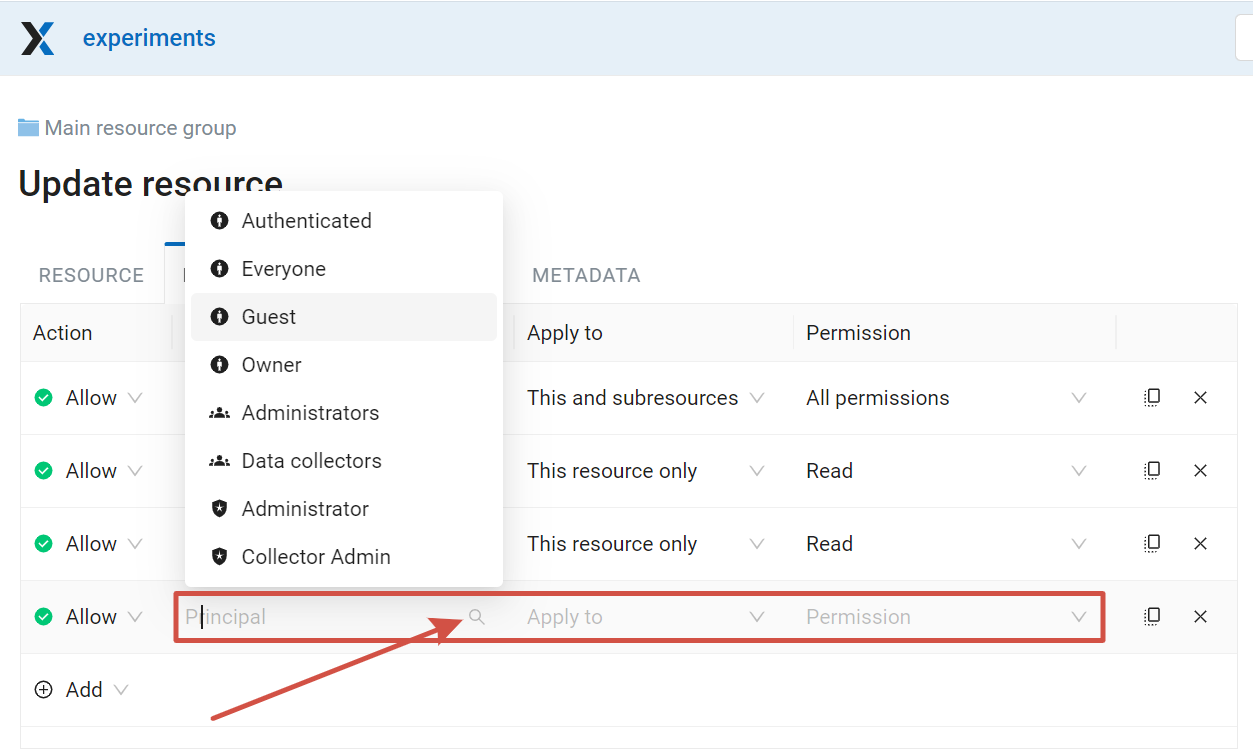 experiments
Main resource group
Update resource
Authenticated
Everyone
RESOURCE METADATA
Guest
Action Apply to Permission
Owner
Allow This and subresources All permissions
Administrators
Data collectors
Allow This resource only Read
Administrator
Allow This resource only Read
Collector Admin
Allow Principal Apply to Permission
Add